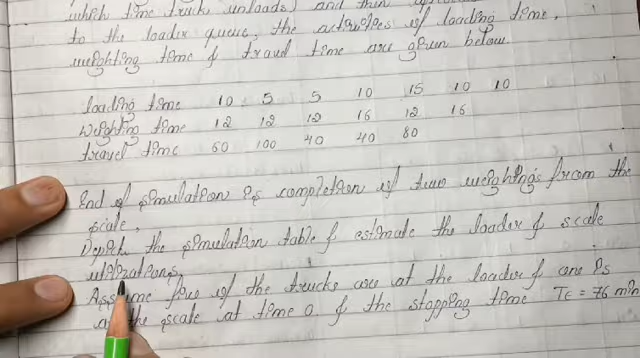 which time truck unloads) and then
to the loader queue, the activities of loading time,
weighting time & travel time are given below
loading time 10 5 5 10 15 10 10
weighting time 12 12 12 16 12 16
travel time 60 100 40 40 80
End of simulation is completion of two weightings from the
scale,
Depict the simulation table & estimate the loader & scale
utilizations,
Assume five of the trucks are at the loader & one is
in the scale at time 0 & the stopping time TE = 76 min